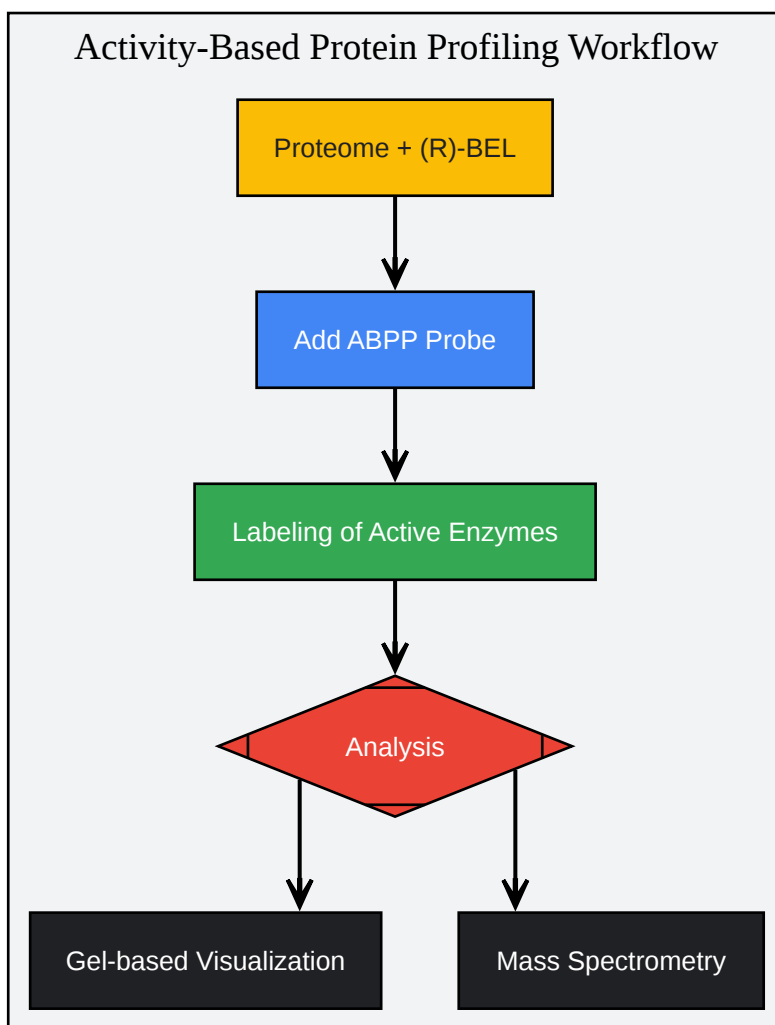 Activity-Based Protein Profiling Workflow
Proteome + (R)-BEL
Add ABPP Probe
Labeling of Active Enzymes
Analysis
Gel-based Visualization
Mass Spectrometry